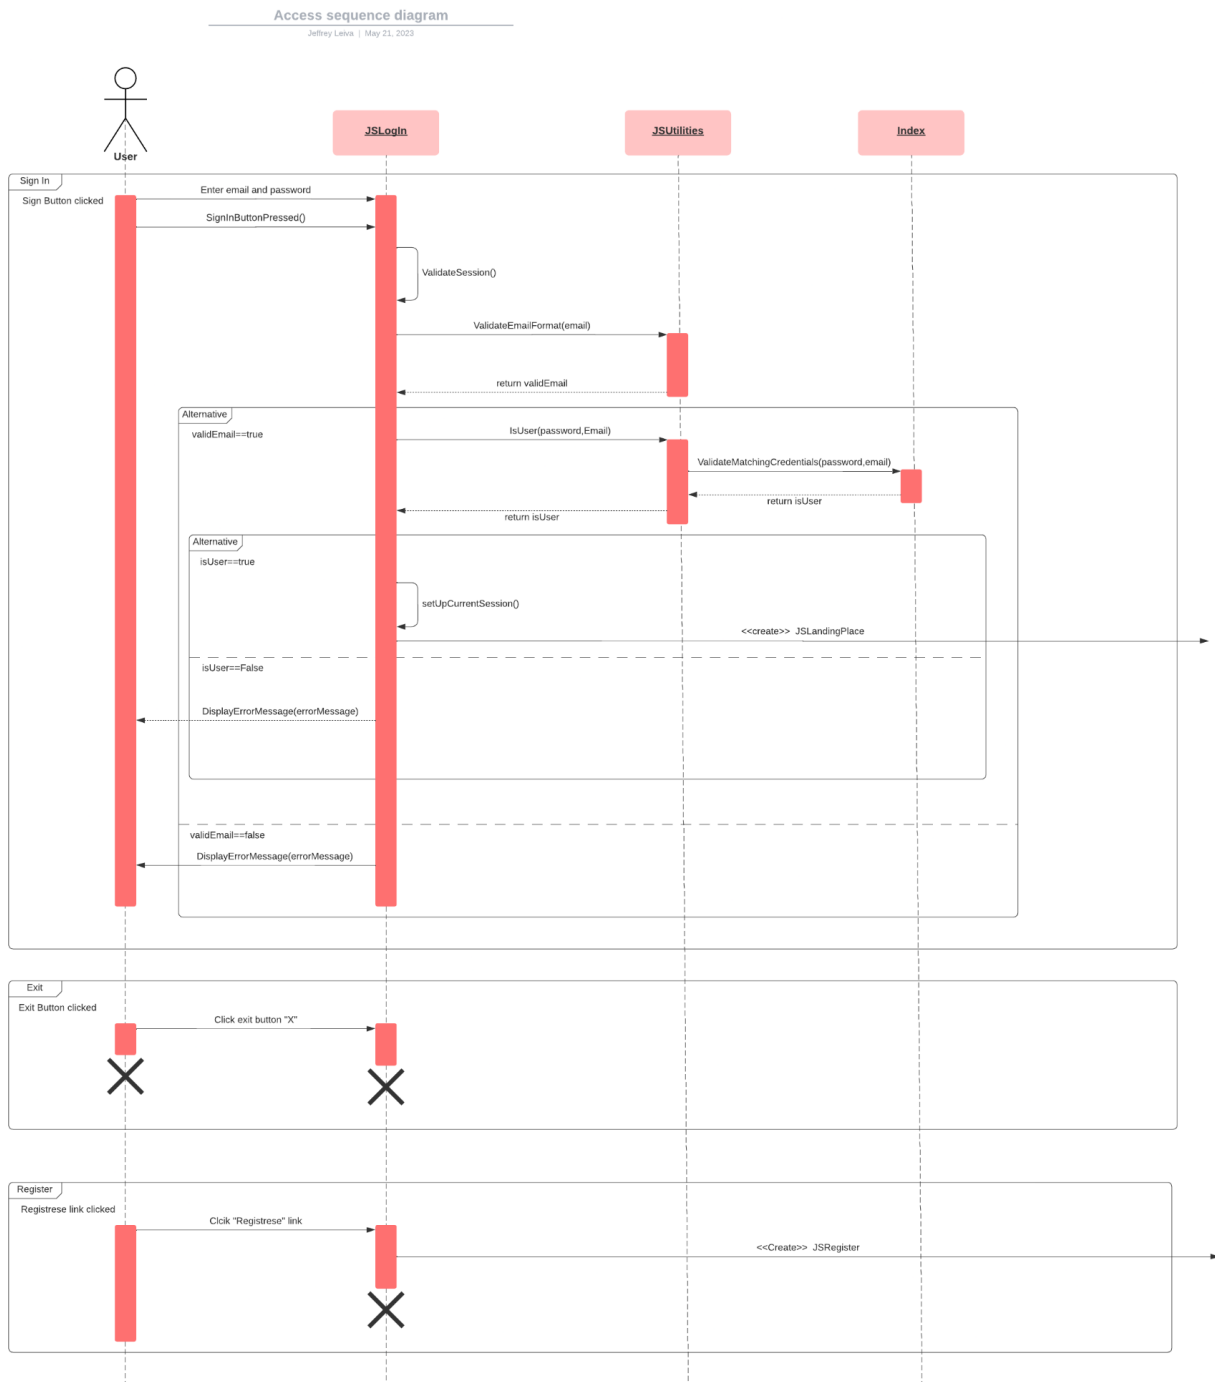 Access sequence diagram
Jeffrey Leiva | May 21, 2023
User
JSLogIn
JSUtilities
Index
Sign In
Sign Button clicked
Enter email and password
SignInButtonPressed()
ValidateSession()
ValidateEmailFormat(email)
return validEmail
Alternative
validEmail==true
IsUser(password,Email)
ValidateMatchingCredentials(password,email)
return isUser
return isUser
Alternative
isUser==true
setUpCurrentSession()
<<create>> JSLandingPlace
isUser==False
DisplayErrorMessage(errorMessage)
validEmail==false
DisplayErrorMessage(errorMessage)
Exit
Exit Button clicked
Click exit button "X"
Register
Registrese link clicked
Clcik "Registrese" link
<<Create>> JSRegister